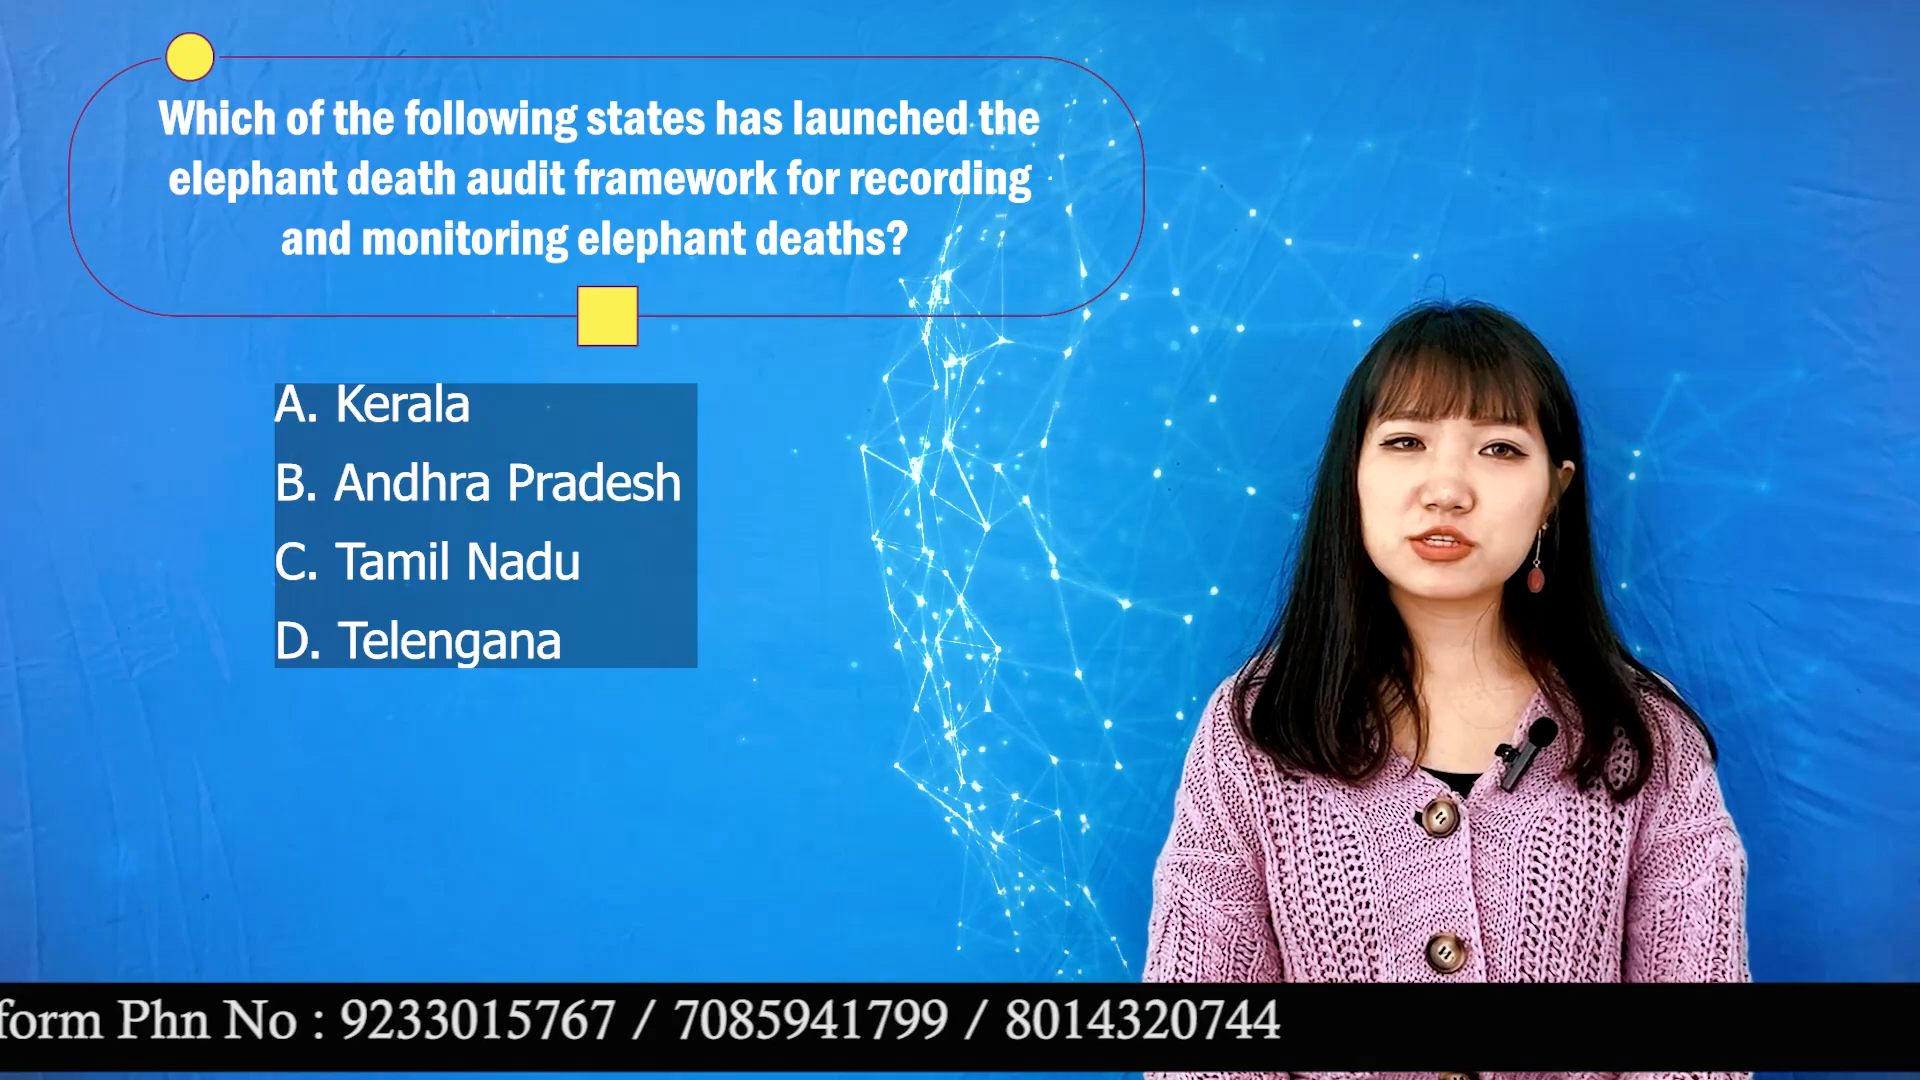 Which of the following states has launched the
elephant death audit framework for recording
and monitoring elephant deaths?
A. Kerala
B. Andhra Pradesh
C. Tamil Nadu
D. Telengana
form Phn No : 9233015767 / 7085941799 / 8014320744